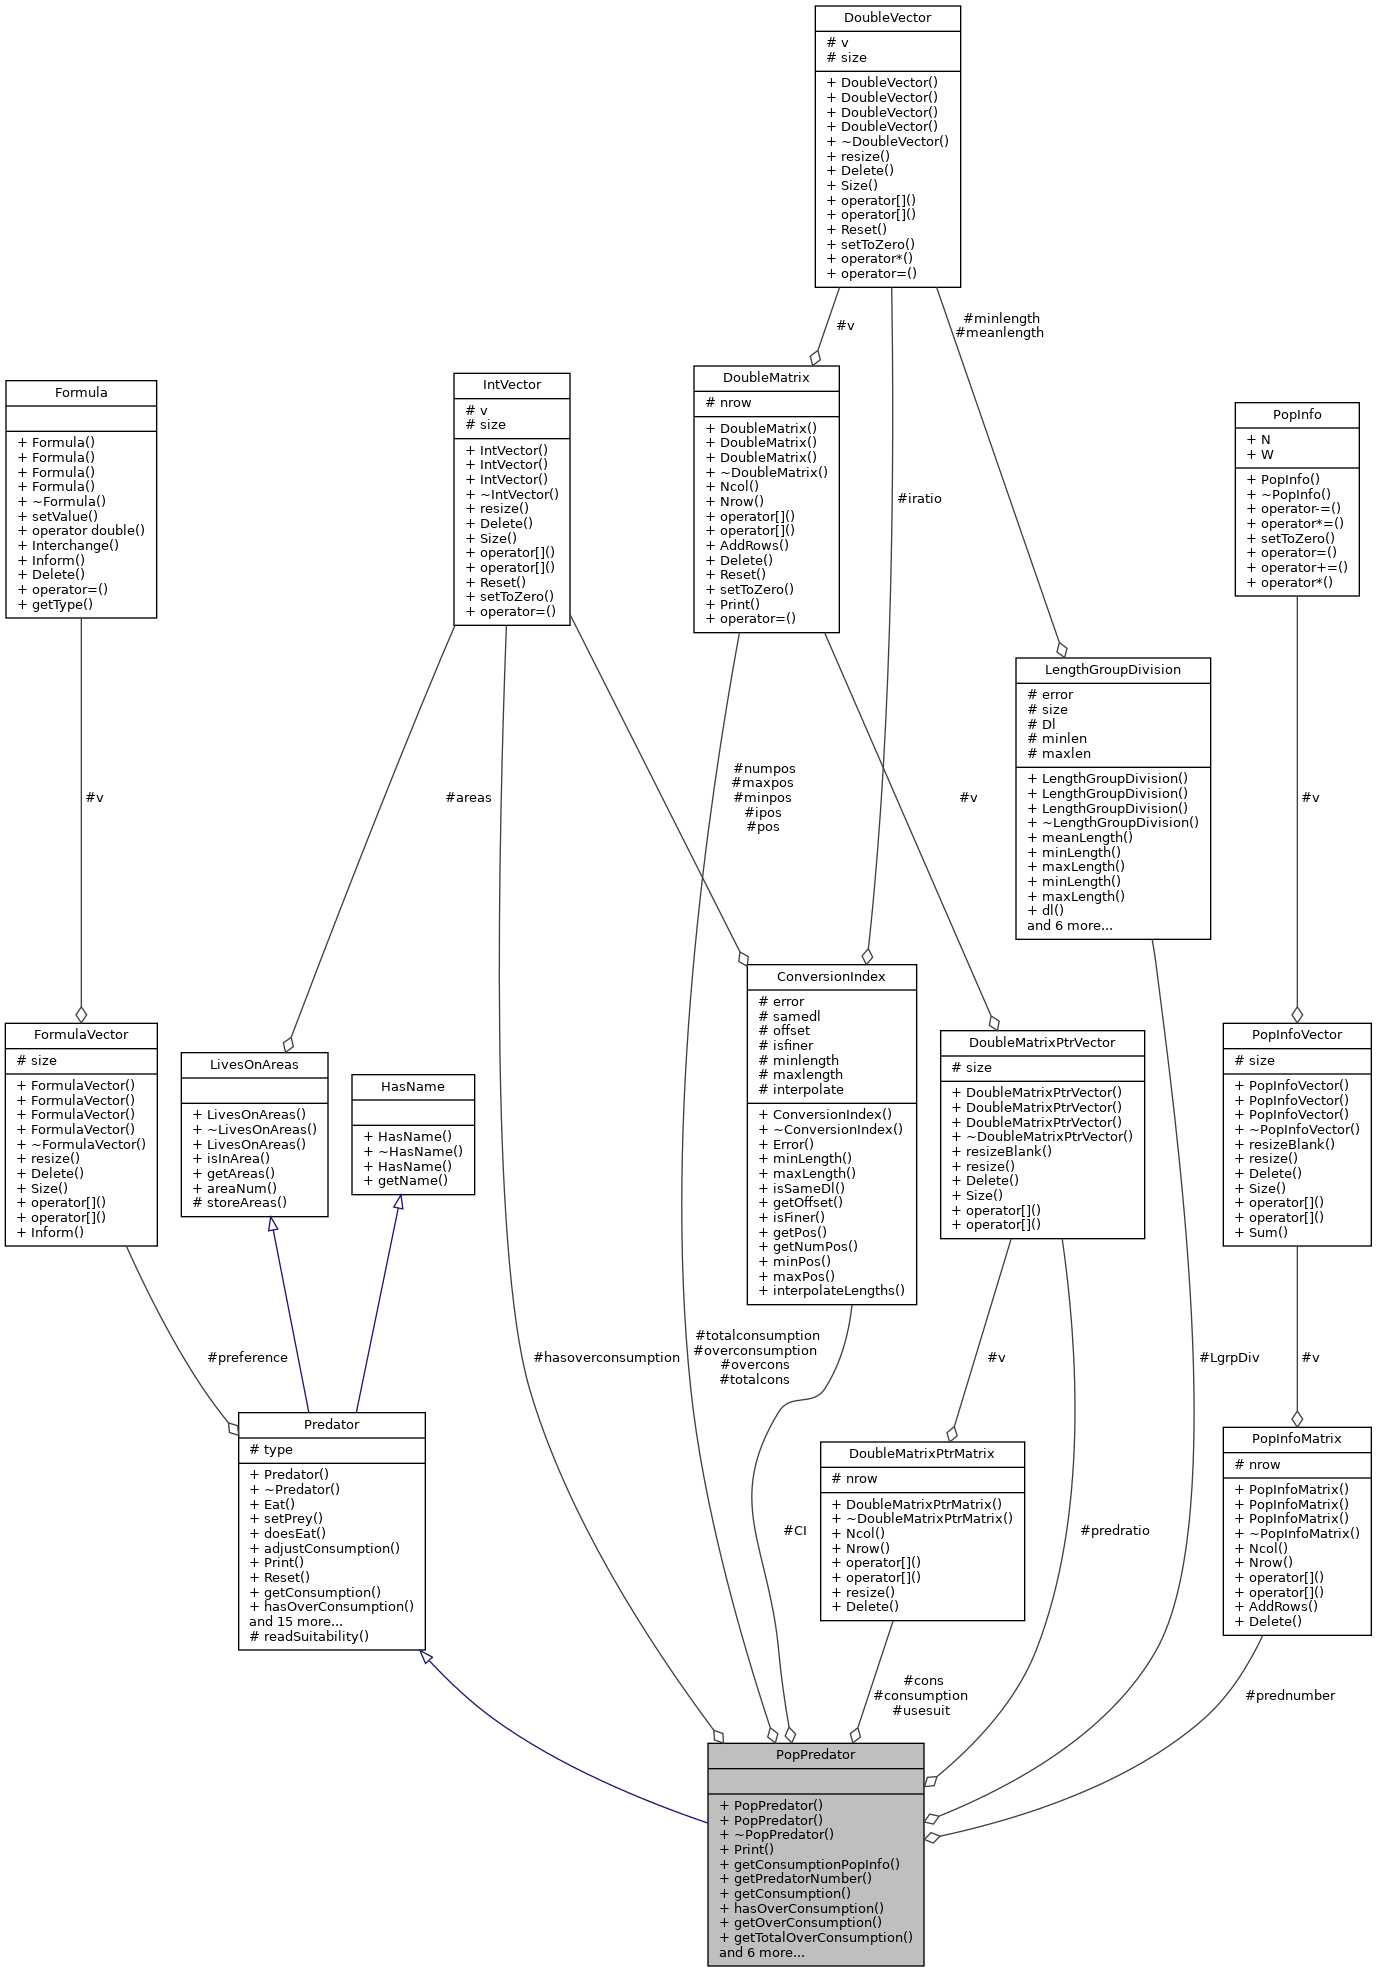 DoubleVector
# v
# size
+ DoubleVector()
+ DoubleVector()
+ DoubleVector()
+ DoubleVector()
+ ~DoubleVector()
+ resize()
+ Delete()
+ Size()
+ operator[]()
+ operator[]()
+ Reset()
+ setToZero()
+ operator*()
+ operator=()
#v
#minlength
#meanlength
#iratio
Formula
+ Formula()
+ Formula()
+ Formula()
+ Formula()
+ ~Formula()
+ setValue()
+ operator double()
+ Interchange()
+ Inform()
+ Delete()
+ operator=()
+ getType()
IntVector
# v
# size
+ IntVector()
+ IntVector()
+ IntVector()
+ ~IntVector()
+ resize()
+ Delete()
+ Size()
+ operator[]()
+ operator[]()
+ Reset()
+ setToZero()
+ operator=()
DoubleMatrix
# nrow
+ DoubleMatrix()
+ DoubleMatrix()
+ DoubleMatrix()
+ ~DoubleMatrix()
+ Ncol()
+ Nrow()
+ operator[]()
+ operator[]()
+ AddRows()
+ Delete()
+ Reset()
+ setToZero()
+ Print()
+ operator=()
PopInfo
+ N
+ W
+ PopInfo()
+ ~PopInfo()
+ operator-=()
+ operator*=()
+ setToZero()
+ operator=()
+ operator+=()
+ operator*()
LengthGroupDivision
# error
# size
# Dl
# minlen
# maxlen
+ LengthGroupDivision()
+ LengthGroupDivision()
+ LengthGroupDivision()
+ ~LengthGroupDivision()
+ meanLength()
+ minLength()
+ maxLength()
+ minLength()
+ maxLength()
+ dl()
and 6 more...
#v
#areas
#numpos
#maxpos
#minpos
#ipos
#pos
#v
#v
FormulaVector
# size
+ FormulaVector()
+ FormulaVector()
+ FormulaVector()
+ FormulaVector()
+ ~FormulaVector()
+ resize()
+ Delete()
+ Size()
+ operator[]()
+ operator[]()
+ Inform()
LivesOnAreas
+ LivesOnAreas()
+ ~LivesOnAreas()
+ LivesOnAreas()
+ isInArea()
+ getAreas()
+ areaNum()
# storeAreas()
HasName
+ HasName()
+ ~HasName()
+ HasName()
+ getName()
ConversionIndex
# error
# samedl
# offset
# isfiner
# minlength
# maxlength
# interpolate
+ ConversionIndex()
+ ~ConversionIndex()
+ Error()
+ minLength()
+ maxLength()
+ isSameDl()
+ getOffset()
+ isFiner()
+ getPos()
+ getNumPos()
+ minPos()
+ maxPos()
+ interpolateLengths()
DoubleMatrixPtrVector
# size
+ DoubleMatrixPtrVector()
+ DoubleMatrixPtrVector()
+ DoubleMatrixPtrVector()
+ ~DoubleMatrixPtrVector()
+ resizeBlank()
+ resize()
+ Delete()
+ Size()
+ operator[]()
+ operator[]()
PopInfoVector
# size
+ PopInfoVector()
+ PopInfoVector()
+ PopInfoVector()
+ ~PopInfoVector()
+ resizeBlank()
+ resize()
+ Delete()
+ Size()
+ operator[]()
+ operator[]()
+ Sum()
#preference
#hasoverconsumption
#totalconsumption
#overconsumption
#overcons
#totalcons
#v
#LgrpDiv
#v
Predator
# type
+ Predator()
+ ~Predator()
+ Eat()
+ setPrey()
+ doesEat()
+ adjustConsumption()
+ Print()
+ Reset()
+ getConsumption()
+ hasOverConsumption()
and 15 more...
# readSuitability()
#CI
DoubleMatrixPtrMatrix
# nrow
+ DoubleMatrixPtrMatrix()
+ ~DoubleMatrixPtrMatrix()
+ Ncol()
+ Nrow()
+ operator[]()
+ operator[]()
+ resize()
+ Delete()
#predratio
PopInfoMatrix
# nrow
+ PopInfoMatrix()
+ PopInfoMatrix()
+ PopInfoMatrix()
+ ~PopInfoMatrix()
+ Ncol()
+ Nrow()
+ operator[]()
+ operator[]()
+ AddRows()
+ Delete()
#cons
#consumption
#usesuit
#prednumber
PopPredator
+ PopPredator()
+ PopPredator()
+ ~PopPredator()
+ Print()
+ getConsumptionPopInfo()
+ getPredatorNumber()
+ getConsumption()
+ hasOverConsumption()
+ getOverConsumption()
+ getTotalOverConsumption()
and 6 more...